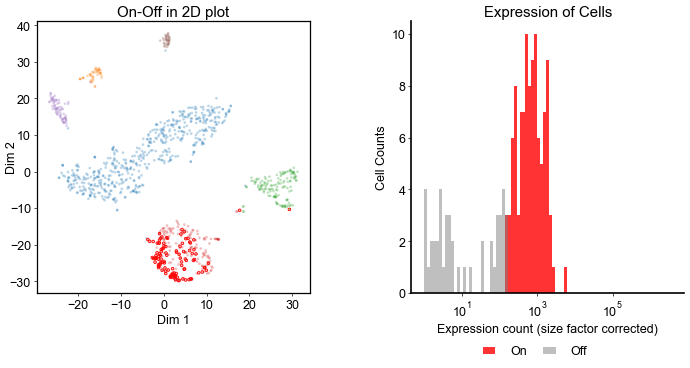 On-Off in 2D plot
Dim 2
40
30
20
10
0
−10
−20
−30
−20 −10 0 10 20 30
Dim 1
Expression of Cells
Cell Counts
10
8
6
4
2
0
10^1 10^3 10^5
Expression count (size factor corrected)
On Off